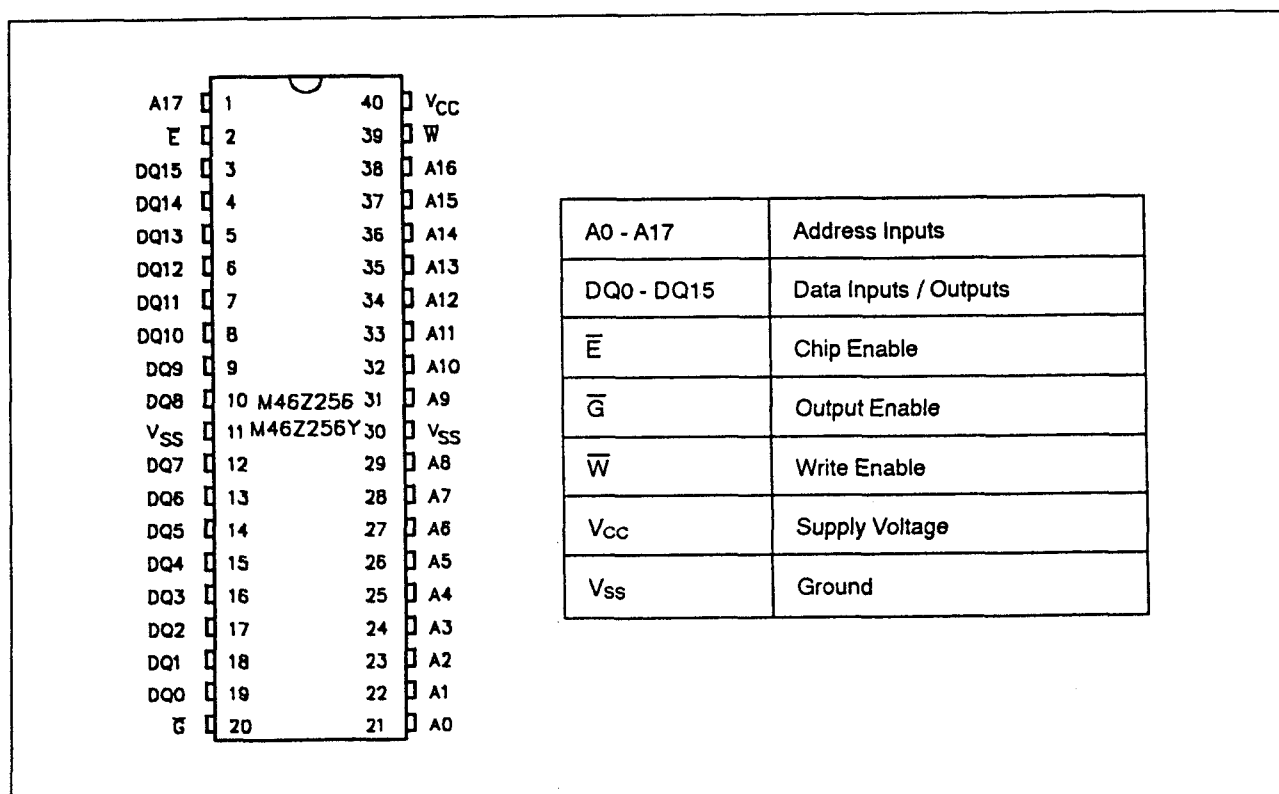 A17 1 40 VCC
E̅ 2 39 W̅
DQ15 3 38 A16
DQ14 4 37 A15
DQ13 5 36 A14
DQ12 6 35 A13
DQ11 7 34 A12
DQ10 8 33 A11
DQ9 9 32 A10
DQ8 10 M46Z256 31 A9
VSS 11 M46Z256Y 30 VSS
DQ7 12 29 A8
DQ6 13 28 A7
DQ5 14 27 A6
DQ4 15 26 A5
DQ3 16 25 A4
DQ2 17 24 A3
DQ1 18 23 A2
DQ0 19 22 A1
G̅ 20 21 A0
A0 - A17 Address Inputs
DQ0 - DQ15 Data Inputs / Outputs
E̅ Chip Enable
G̅ Output Enable
W̅ Write Enable
VCC Supply Voltage
VSS Ground